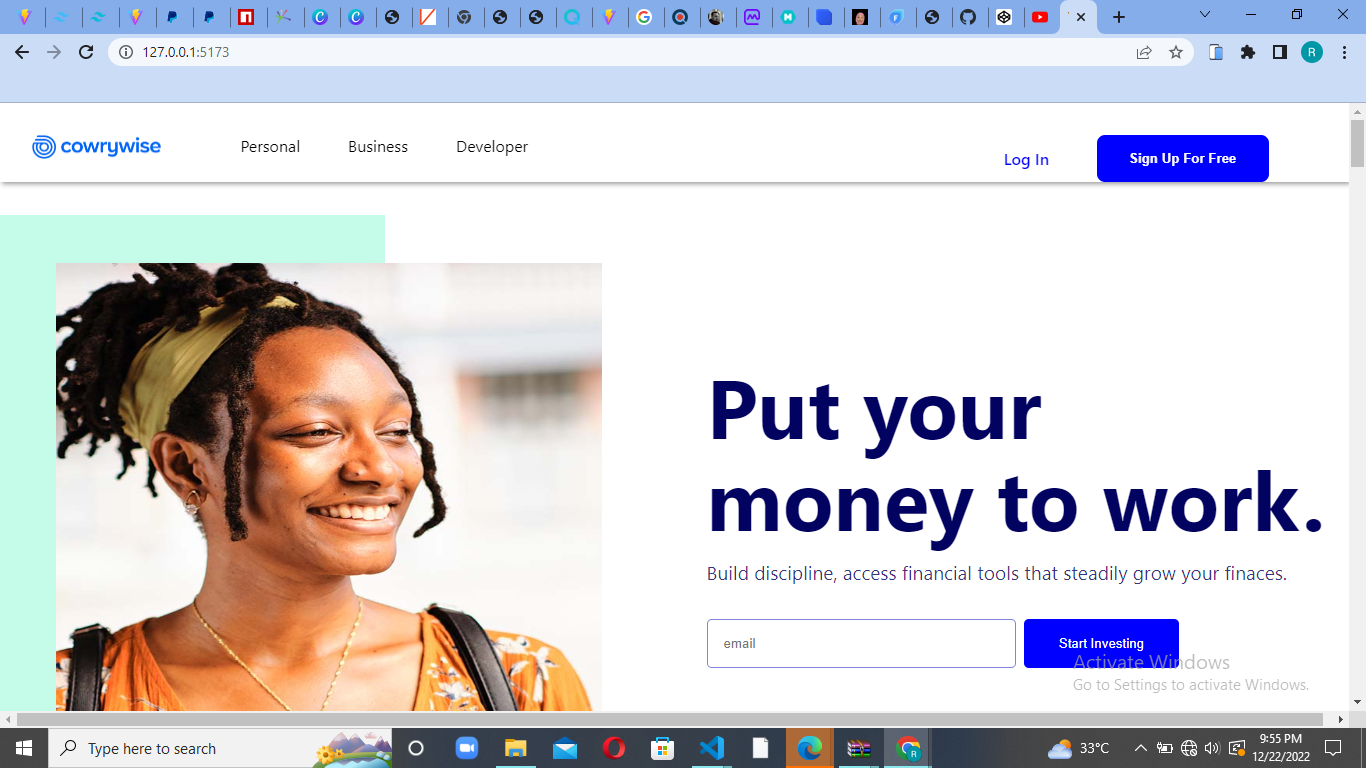 127.0.0.1:5173
R
cowrywise
Personal
Business
Developer
Log In
Sign Up For Free
Put your
money to work.
Build discipline, access financial tools that steadily grow your finaces.
email
Start Investing
Activate Windows
Go to Settings to activate Windows.
Type here to search
R
33°C
9:55 PM
12/22/2022